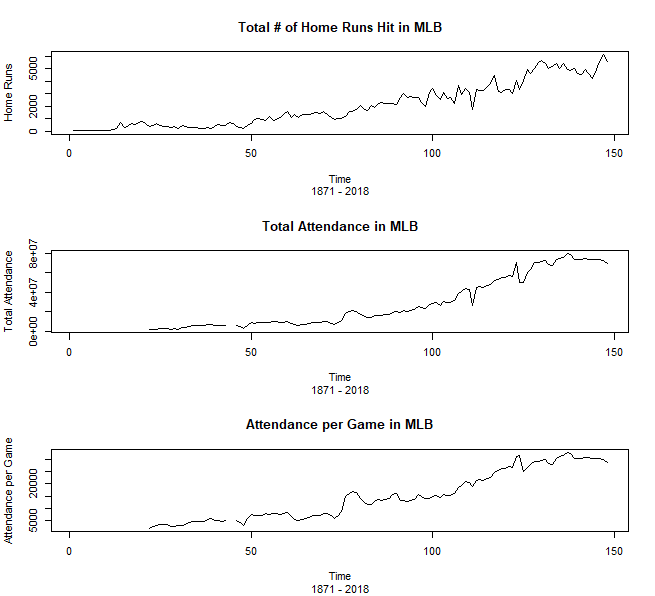 Total # of Home Runs Hit in MLB
Home Runs
5000
2000
0
0 50 100 150
Time
1871 - 2018
Total Attendance in MLB
Total Attendance
8e+07
4e+07
0e+00
0 50 100 150
Time
1871 - 2018
Attendance per Game in MLB
Attendance per Game
20000
5000
0 50 100 150
Time
1871 - 2018